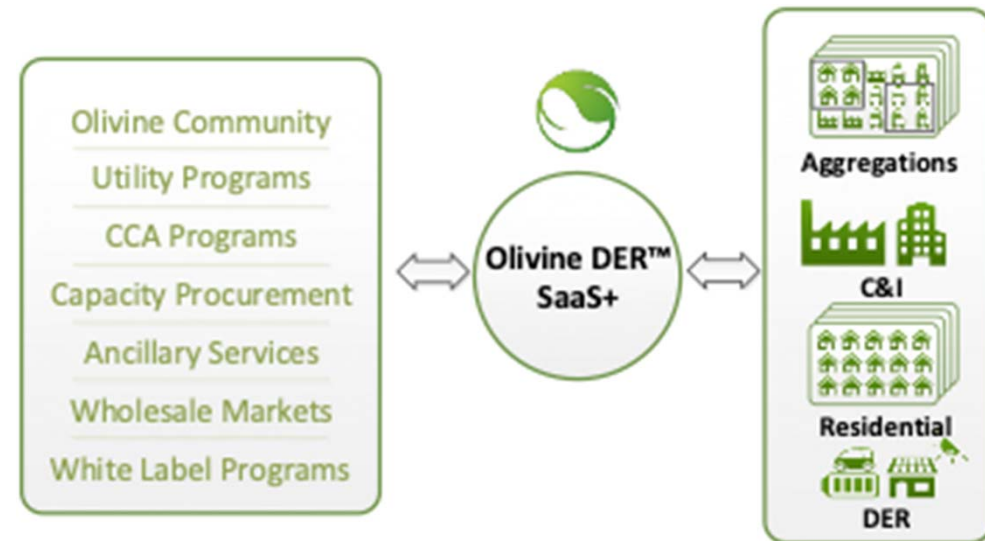 Olivine Community
Utility Programs
CCA Programs
Capacity Procurement
Ancillary Services
Wholesale Markets
White Label Programs
Olivine DER™
SaaS+
Aggregations
C&I
Residential
DER